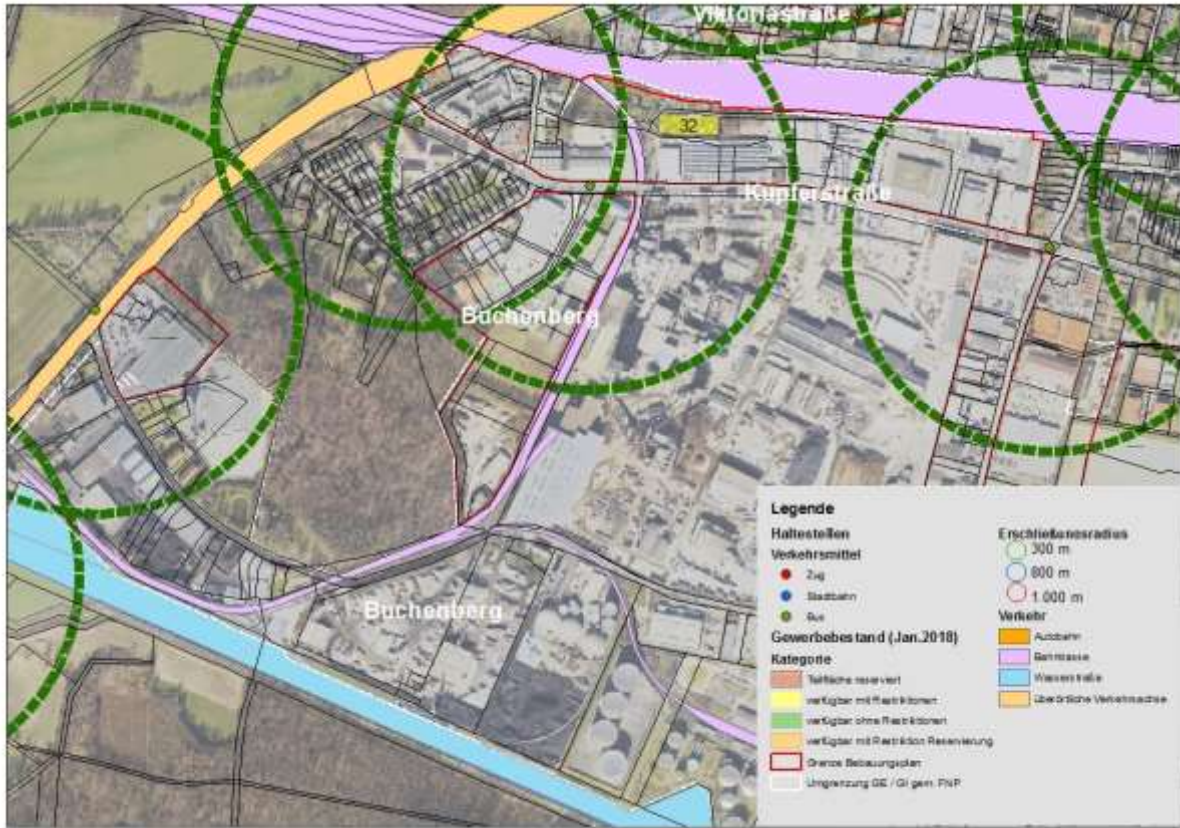 Viktoriastraße
32
Kupferstraße
Buchenberg
Buchenberg
Legende
Haltestellen
Verkehrsmittel
Zug
Stadtbahn
Bus
Gewerbebestand (Jan.2018)
Kategorie
Teilfläche reserviert
verfügbar mit Restriktionen
verfügbar ohne Restriktionen
verfügbar mit Restriktion Reservierung
Grenze Bebauungsplan
Umgrenzung GE / GI gem. FNP
Erschließungsradius
300 m
800 m
1.000 m
Verkehr
Autobahn
Bahntrasse
Wasserstraße
überörtliche Verkehrsachse